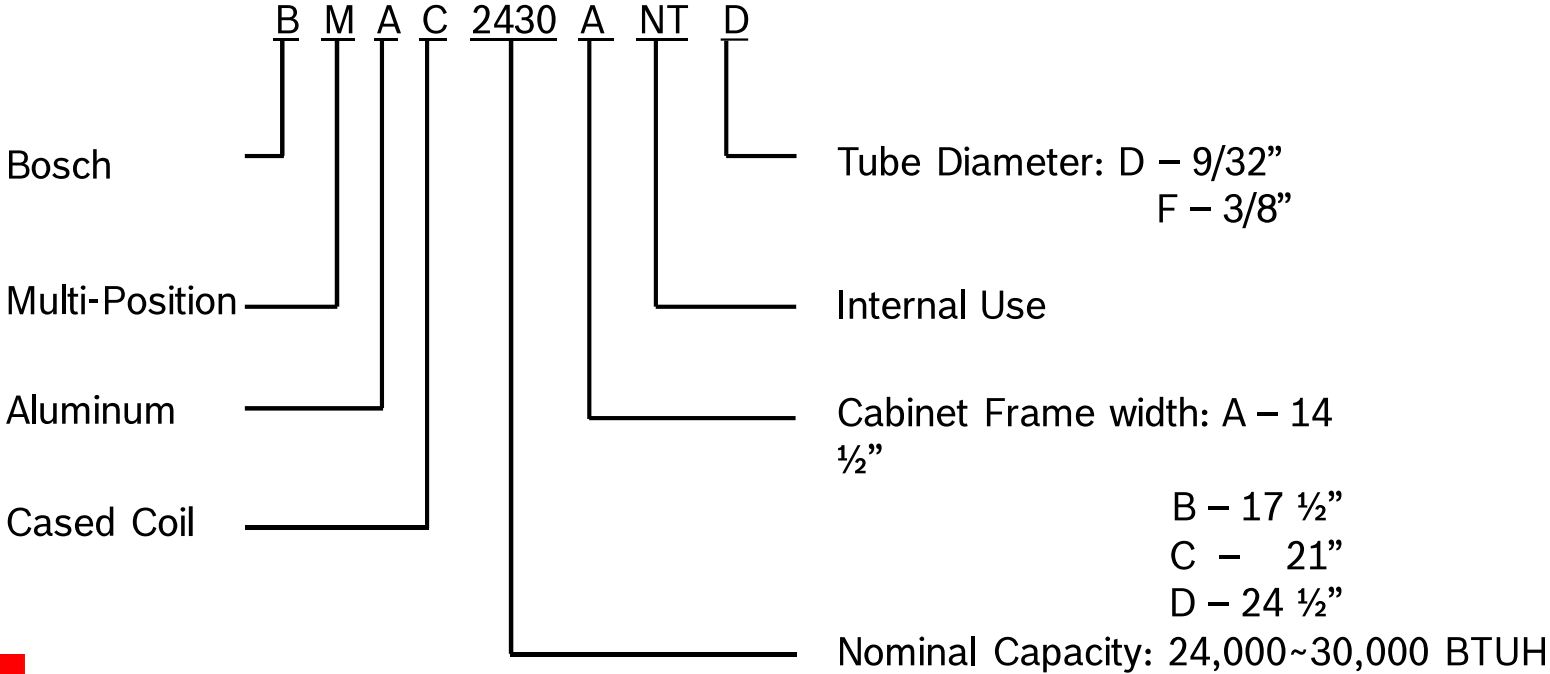 B M A C 2430 A NT D
Bosch
Tube Diameter: D – 9/32”
F – 3/8”
Multi-Position
Internal Use
Aluminum
Cabinet Frame width: A – 14
½”
Cased Coil
B – 17 ½”
C – 21”
D – 24 ½”
Nominal Capacity: 24,000~30,000 BTUH